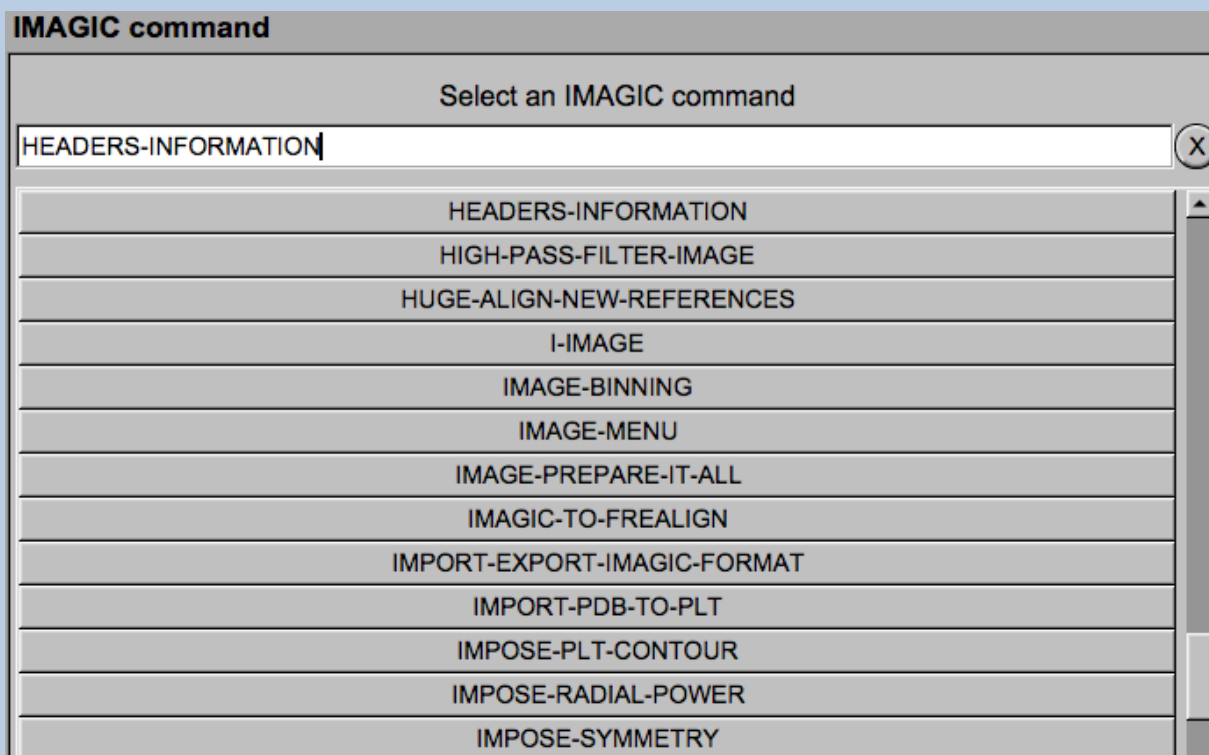 IMAGIC command
Select an IMAGIC command
HEADERS-INFORMATION
X
HEADERS-INFORMATION
HIGH-PASS-FILTER-IMAGE
HUGE-ALIGN-NEW-REFERENCES
I-IMAGE
IMAGE-BINNING
IMAGE-MENU
IMAGE-PREPARE-IT-ALL
IMAGIC-TO-FREALIGN
IMPORT-EXPORT-IMAGIC-FORMAT
IMPORT-PDB-TO-PLT
IMPOSE-PLT-CONTOUR
IMPOSE-RADIAL-POWER
IMPOSE-SYMMETRY